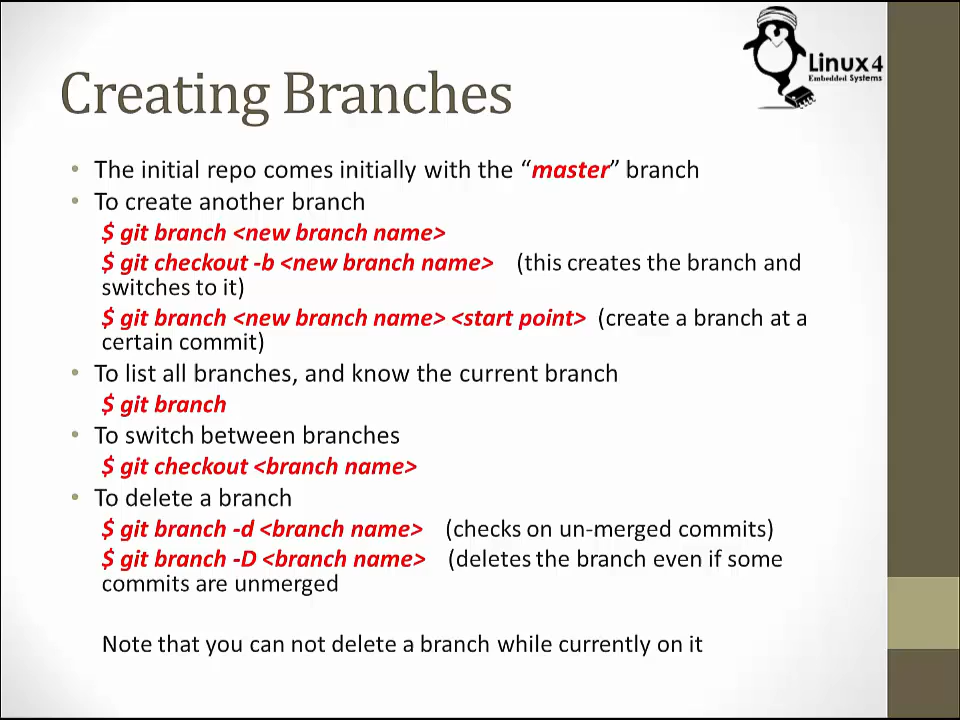 Linux4
Embedded Systems
Creating Branches
• The initial repo comes initially with the “master” branch
• To create another branch
$ git branch <new branch name>
$ git checkout -b <new branch name> (this creates the branch and
switches to it)
$ git branch <new branch name> <start point> (create a branch at a
certain commit)
• To list all branches, and know the current branch
$ git branch
• To switch between branches
$ git checkout <branch name>
• To delete a branch
$ git branch -d <branch name> (checks on un-merged commits)
$ git branch -D <branch name> (deletes the branch even if some
commits are unmerged
Note that you can not delete a branch while currently on it